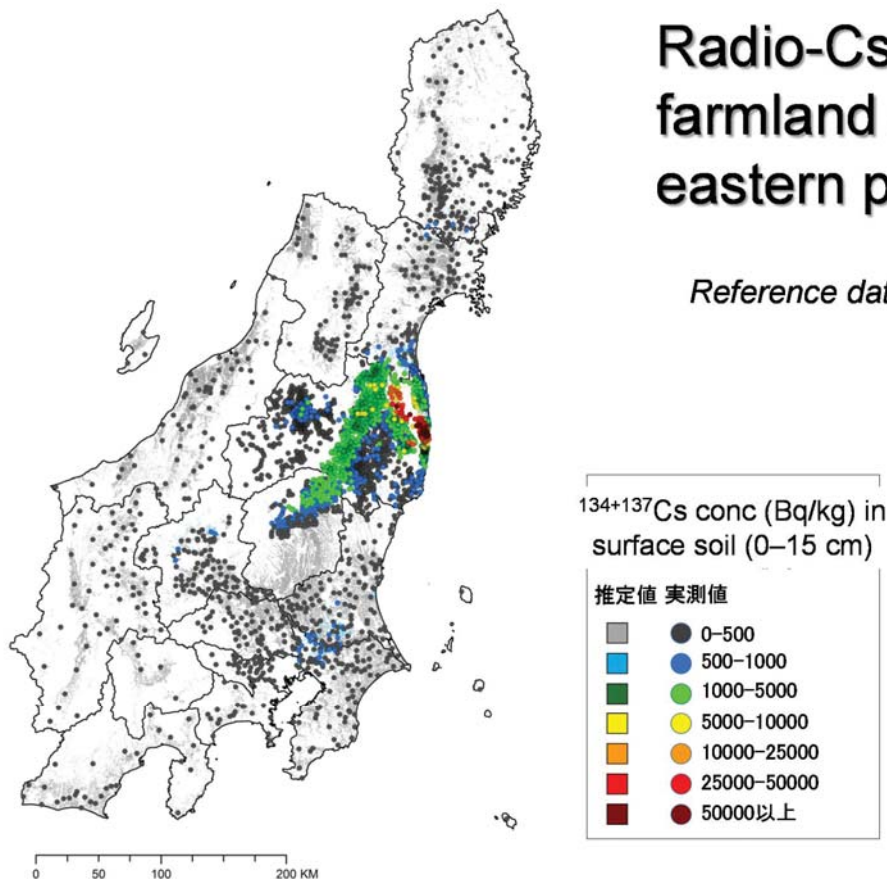 Radio-Cs
farmland
eastern p
Reference dat
134+137Cs conc (Bq/kg) in
surface soil (0–15 cm)
推定値 実測値
0−500
500−1000
1000−5000
5000−10000
10000−25000
25000−50000
50000以上
0 50 100 200 KM